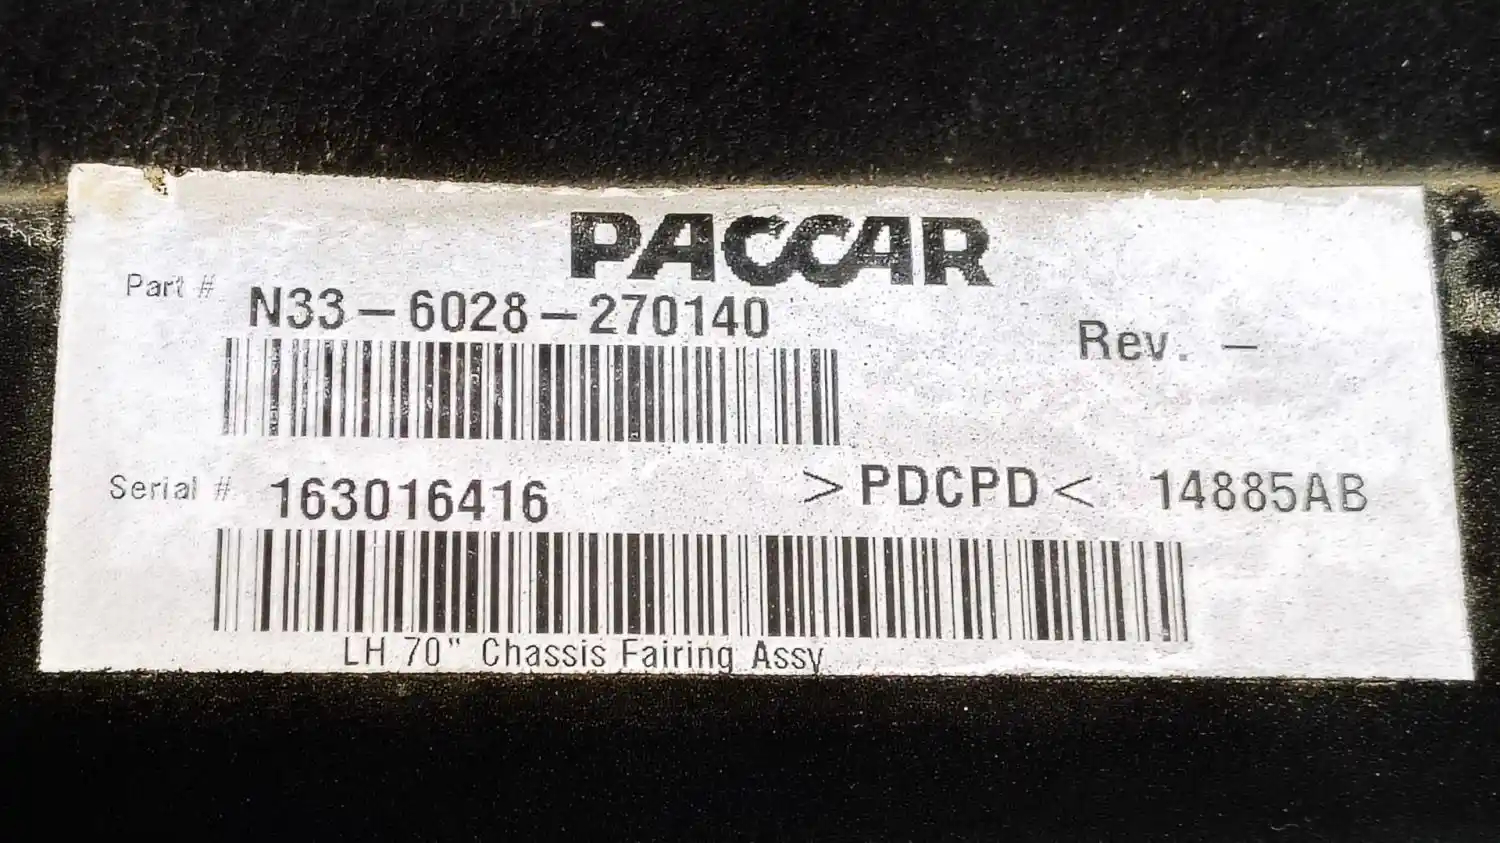 PACCAR
Part # N33-6028-270140
Rev. -
Serial # 163016416
>PDCPD< 14885AB
LH 70" Chassis Fairing Assy